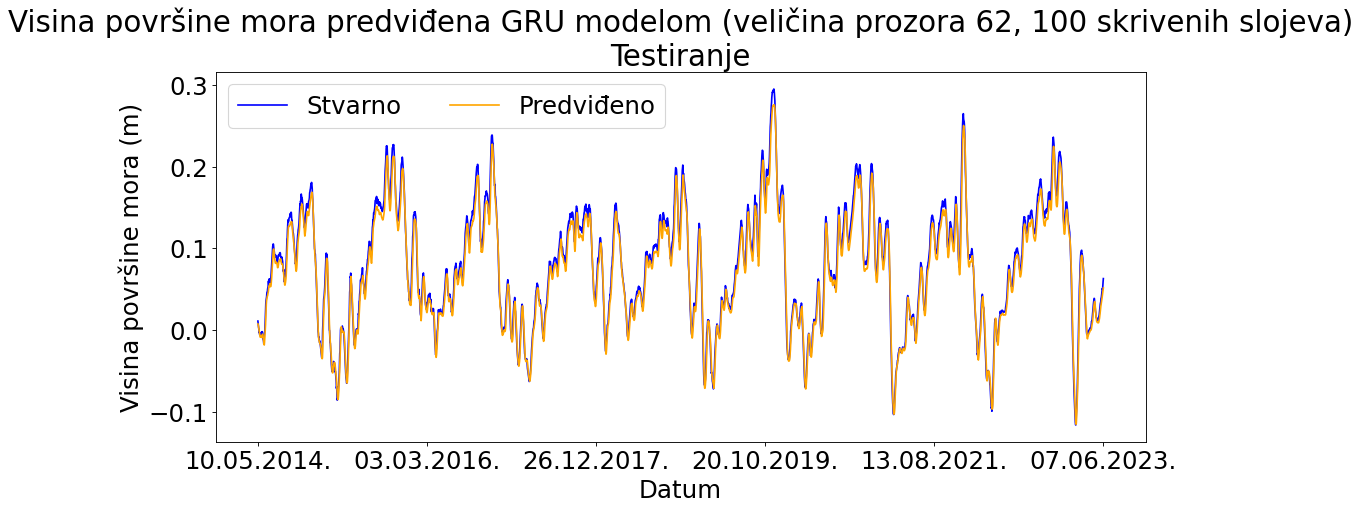 Visina površine mora predviđena GRU modelom (veličina prozora 62, 100 skrivenih slojeva)
Testiranje
Stvarno Predviđeno
Visina površine mora (m)
0.3
0.2
0.1
0.0
−0.1
10.05.2014. 03.03.2016. 26.12.2017. 20.10.2019. 13.08.2021. 07.06.2023.
Datum